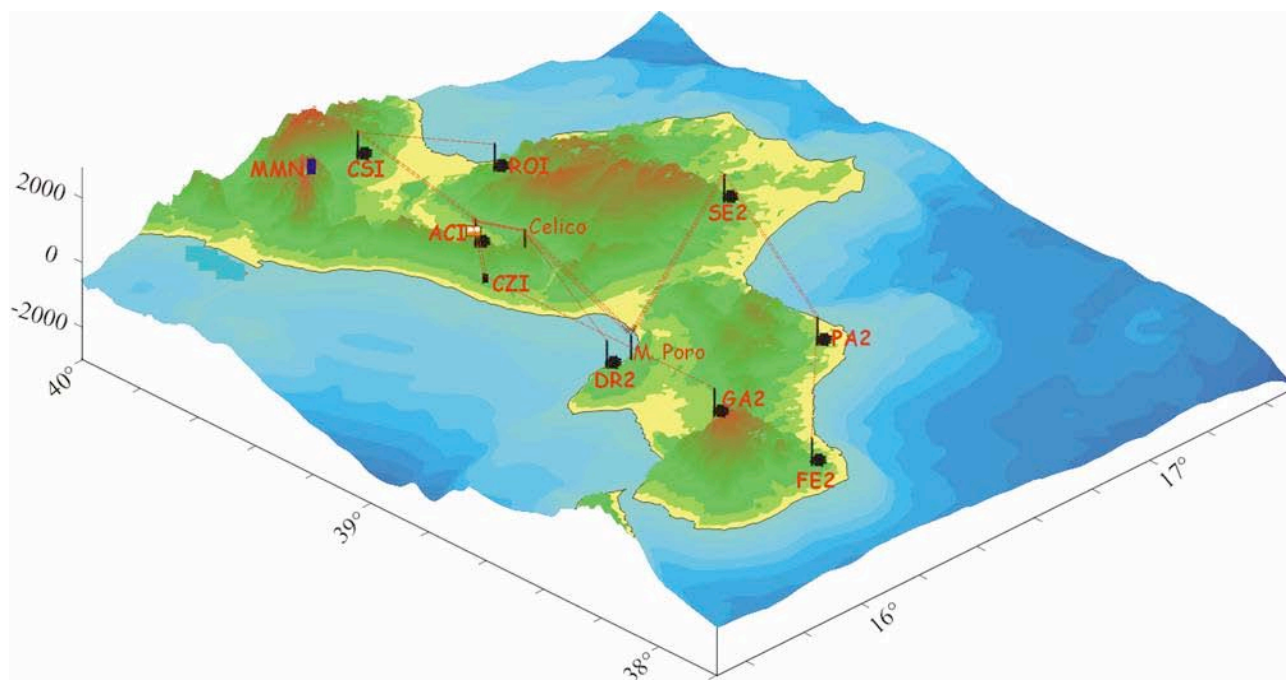 MMN
CSI
ROI
2000
SE2
ACI
Celico
0
CZI
-2000
PA2
M. Poro
DR2
40°
GA2
FE2
17°
39°
16°
38°